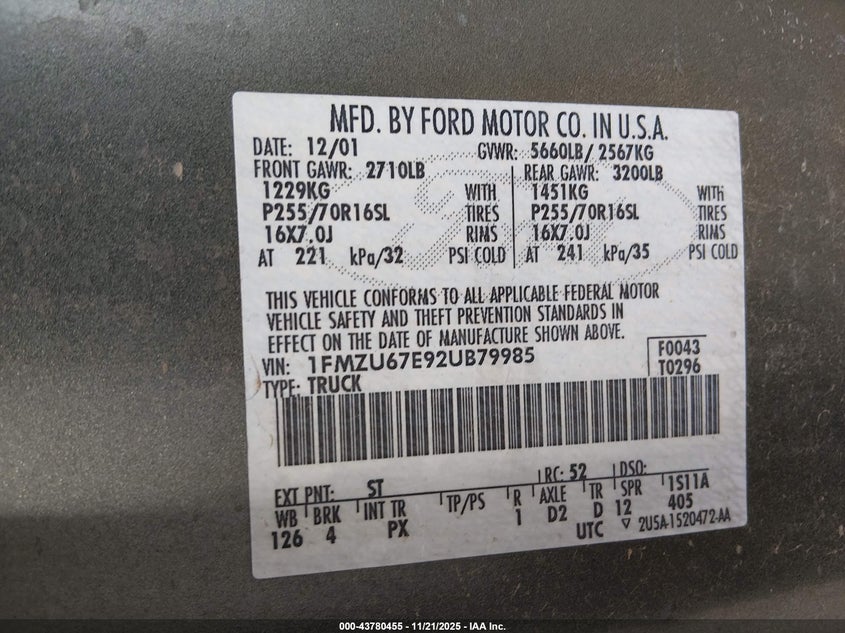 MFD. BY FORD MOTOR CO. IN U.S.A.
DATE: 12/01 GVWR: 5660LB/ 2567KG
FRONT GAWR: 2710LB REAR GAWR: 3200LB
1229KG WITH 1451KG WITH
P255/70R16SL TIRES P255/70R16SL TIRES
16X7.0J RIMS 16X7.0J RIMS
AT 221 kPa/32 PSI COLD AT 241 kPa/35 PSI COLD
THIS VEHICLE CONFORMS TO ALL APPLICABLE FEDERAL MOTOR
VEHICLE SAFETY AND THEFT PREVENTION STANDARDS IN
EFFECT ON THE DATE OF MANUFACTURE SHOWN ABOVE.
VIN: 1FMZU67E92UB79985 F0043
TYPE: TRUCK T0296
EXT PNT: ST RC: 52 DSO:
WB BRK INT TR TP/PS R AXLE TR SPR 1S11A
126 4 PX 1 D2 D 12 405
UTC ▽ 2U5A-1520472-AA
000-43780455 - 11/21/2025 - IAA Inc.